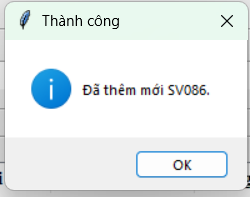 Thành công
Đã thêm mới SV086.
OK